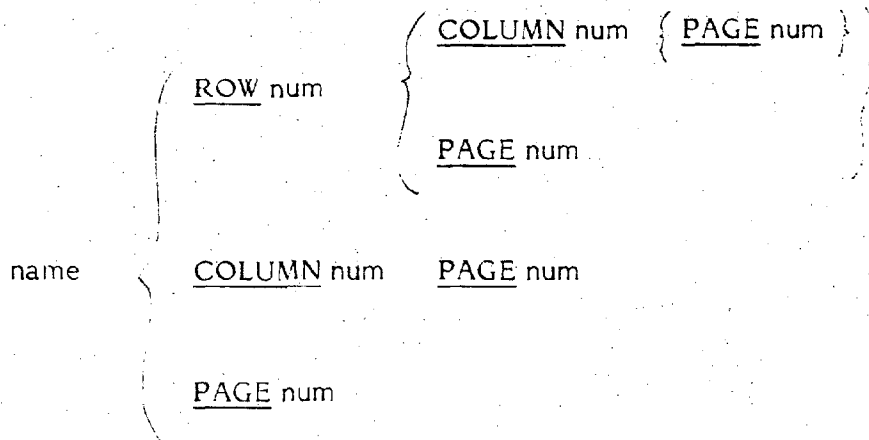 COLUMN num { PAGE num }
ROW num
PAGE num
name COLUMN num PAGE num
PAGE num